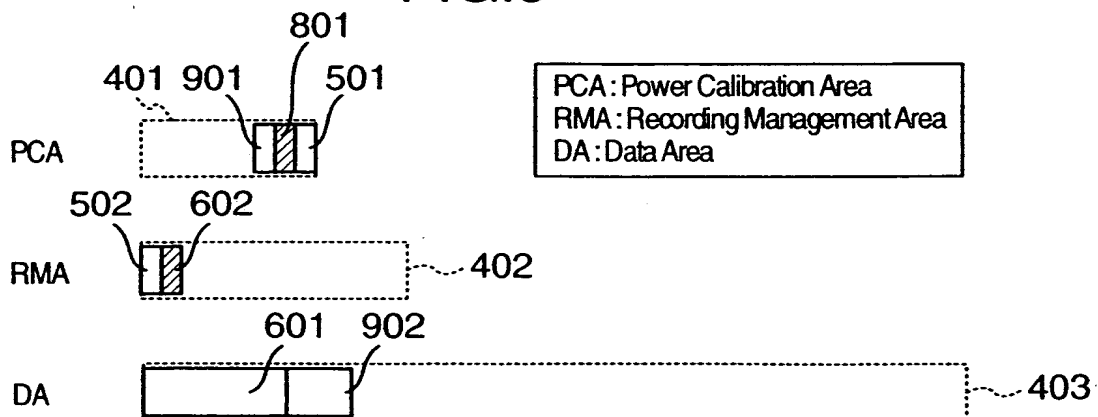 801
901
501
401
PCA : Power Calibration Area
RMA : Recording Management Area
DA : Data Area
PCA
502
602
RMA
402
601
902
DA
403